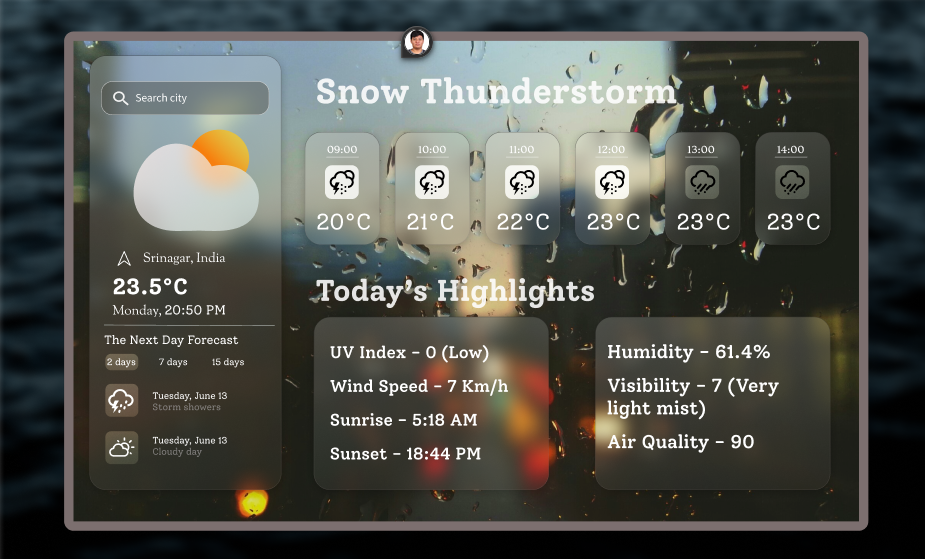 Search city
Srinagar, India
23.5°C
Monday, 20:50 PM
The Next Day Forecast
2 days 7 days 15 days
Tuesday, June 13
Storm showers
Tuesday, June 13
Cloudy day
Snow Thunderstorm
09:00 10:00 11:00 12:00 13:00 14:00
20°C 21°C 22°C 23°C 23°C 23°C
Today's Highlights
UV Index - 0 (Low)
Wind Speed - 7 Km/h
Sunrise - 5:18 AM
Sunset - 18:44 PM
Humidity - 61.4%
Visibility - 7 (Very
light mist)
Air Quality - 90